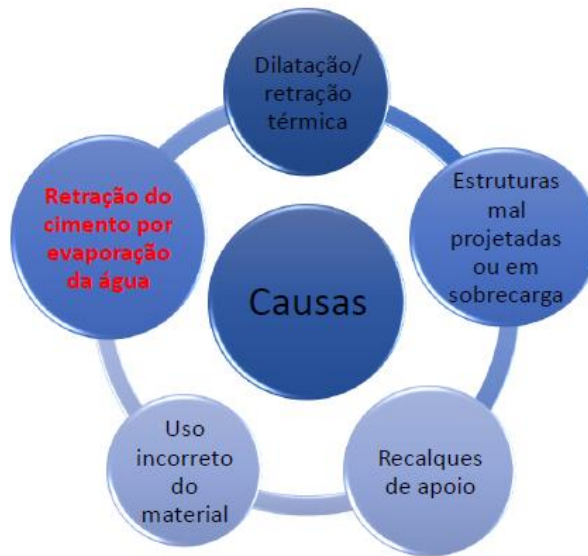 Dilatação/
retração
térmica
Estruturas
mal
projetadas
ou em
sobrecarga
Recalques
de apoio
Uso
incorreto
do
material
Retração do
cimento por
evaporação
da água
Causas